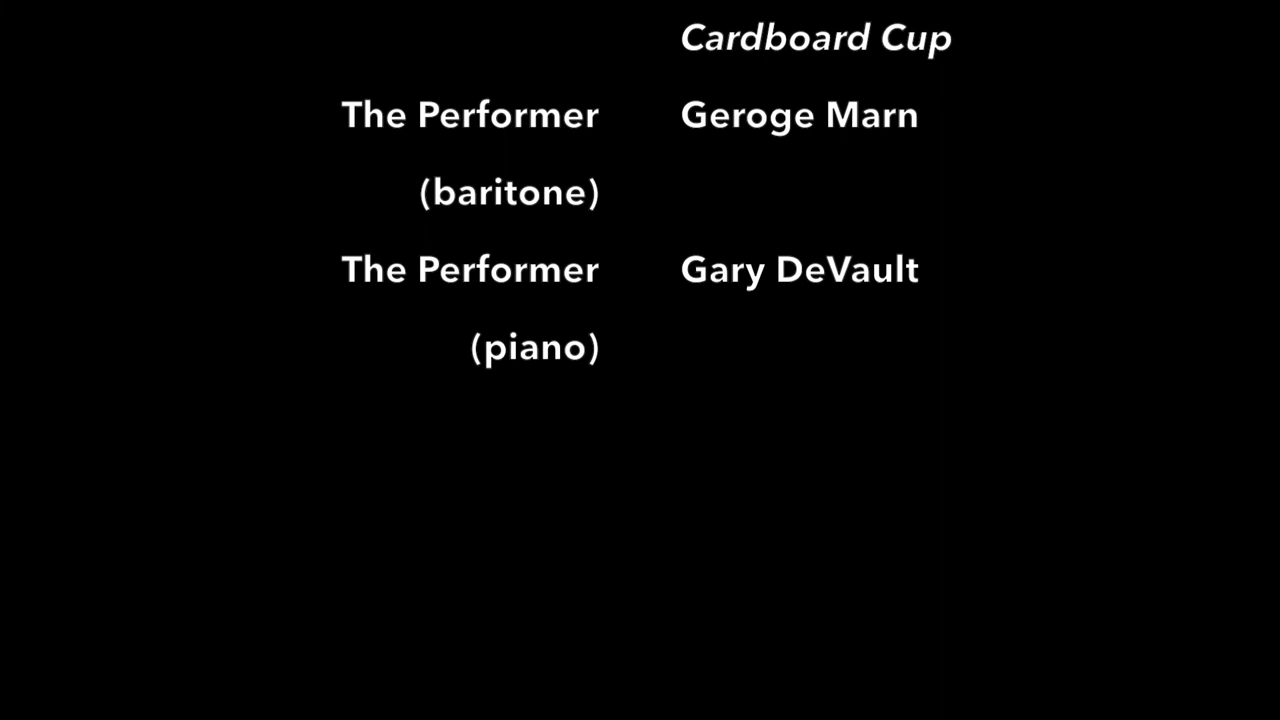 Cardboard Cup
The Performer Geroge Marn
(baritone)
The Performer Gary DeVault
(piano)